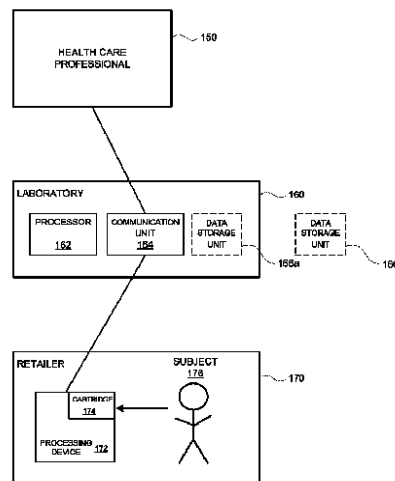 HEALTH CARE
PROFESSIONAL
150
LABORATORY
160
PROCESSOR
162
COMMUNICATION
UNIT
164
DATA
STORAGE
UNIT
166a
DATA
STORAGE
UNIT
RETAILER
SUBJECT
176
170
CARTRIDGE
174
PROCESSING
DEVICE 172